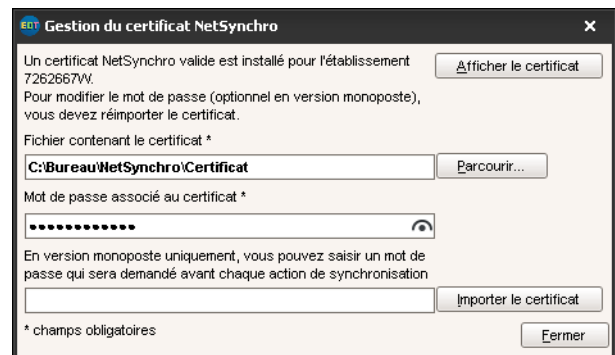 EDT Gestion du certificat NetSynchro
Un certificat NetSynchro valide est installé pour l'établissement
7262667W.
Afficher le certificat
Pour modifier le mot de passe (optionnel en version monoposte),
vous devez réimporter le certificat.
Fichier contenant le certificat *
C:\Bureau\NetSynchro\Certificat
Parcourir...
Mot de passe associé au certificat *
••••••••••••
En version monoposte uniquement, vous pouvez saisir un mot de
passe qui sera demandé avant chaque action de synchronisation
Importer le certificat
* champs obligatoires
Fermer